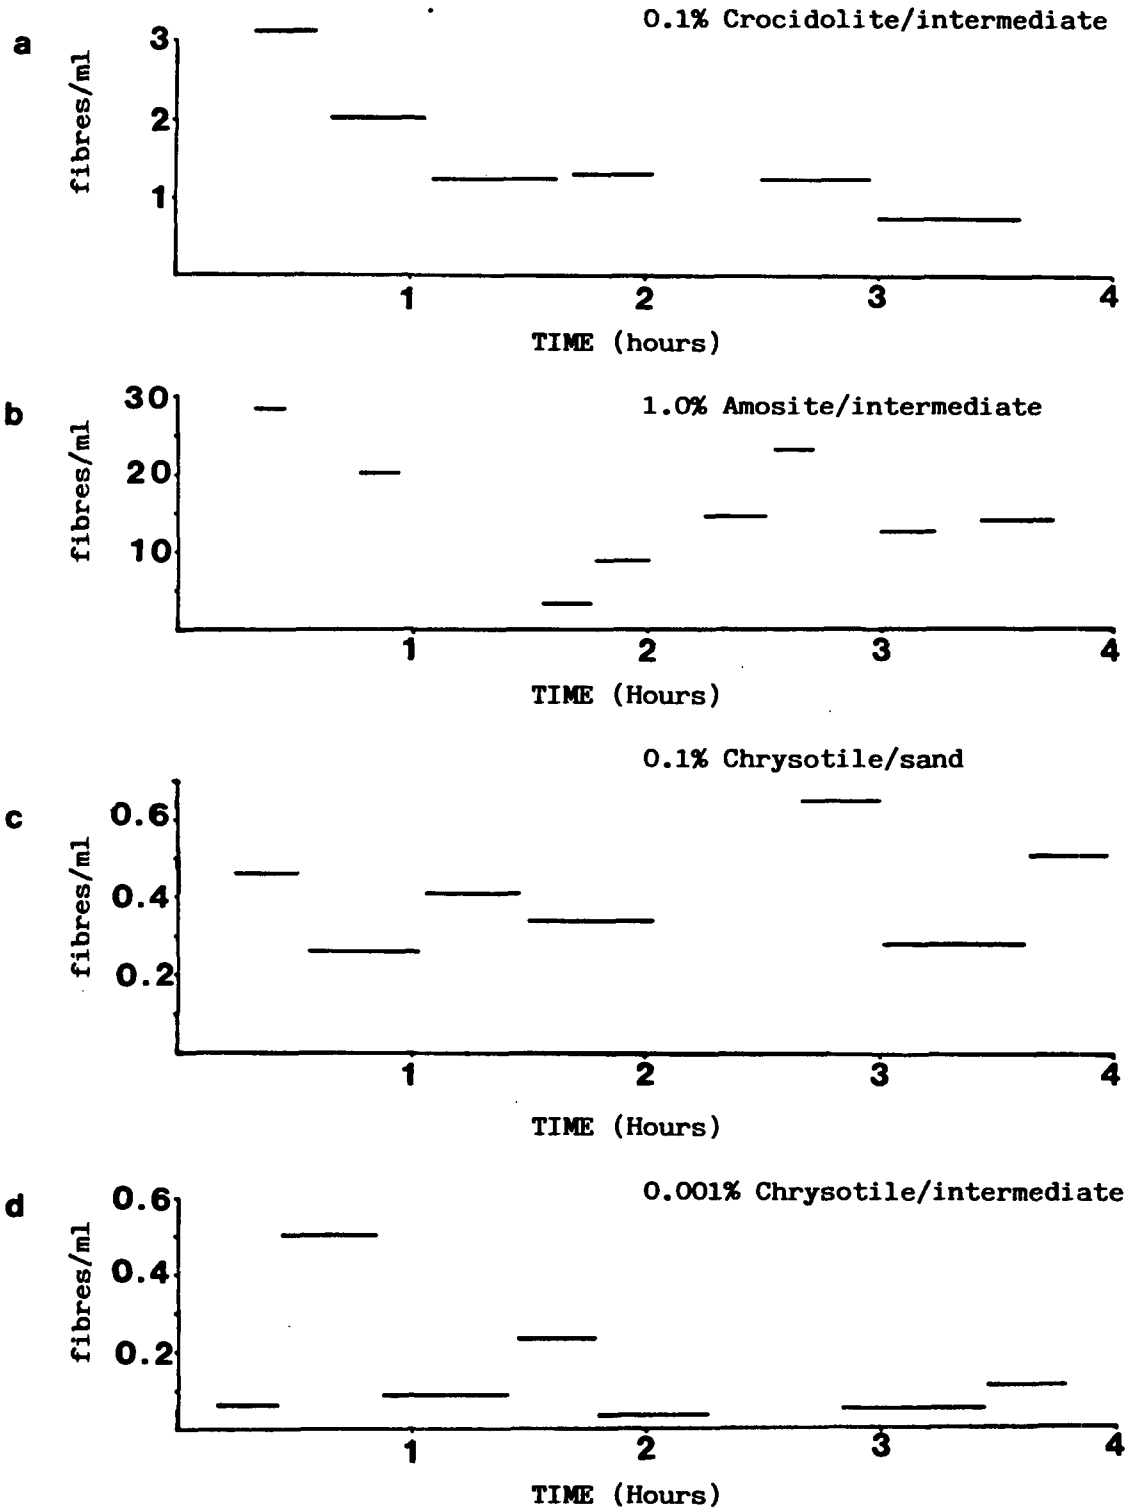 a
0.1% Crocidolite/intermediate
fibres/ml
3
2
1
1 2 3 4
TIME (hours)
b
1.0% Amosite/intermediate
fibres/ml
30
20
10
1 2 3 4
TIME (Hours)
c
0.1% Chrysotile/sand
fibres/ml
0.6
0.4
0.2
1 2 3 4
TIME (Hours)
d
0.001% Chrysotile/intermediate
fibres/ml
0.6
0.4
0.2
1 2 3 4
TIME (Hours)